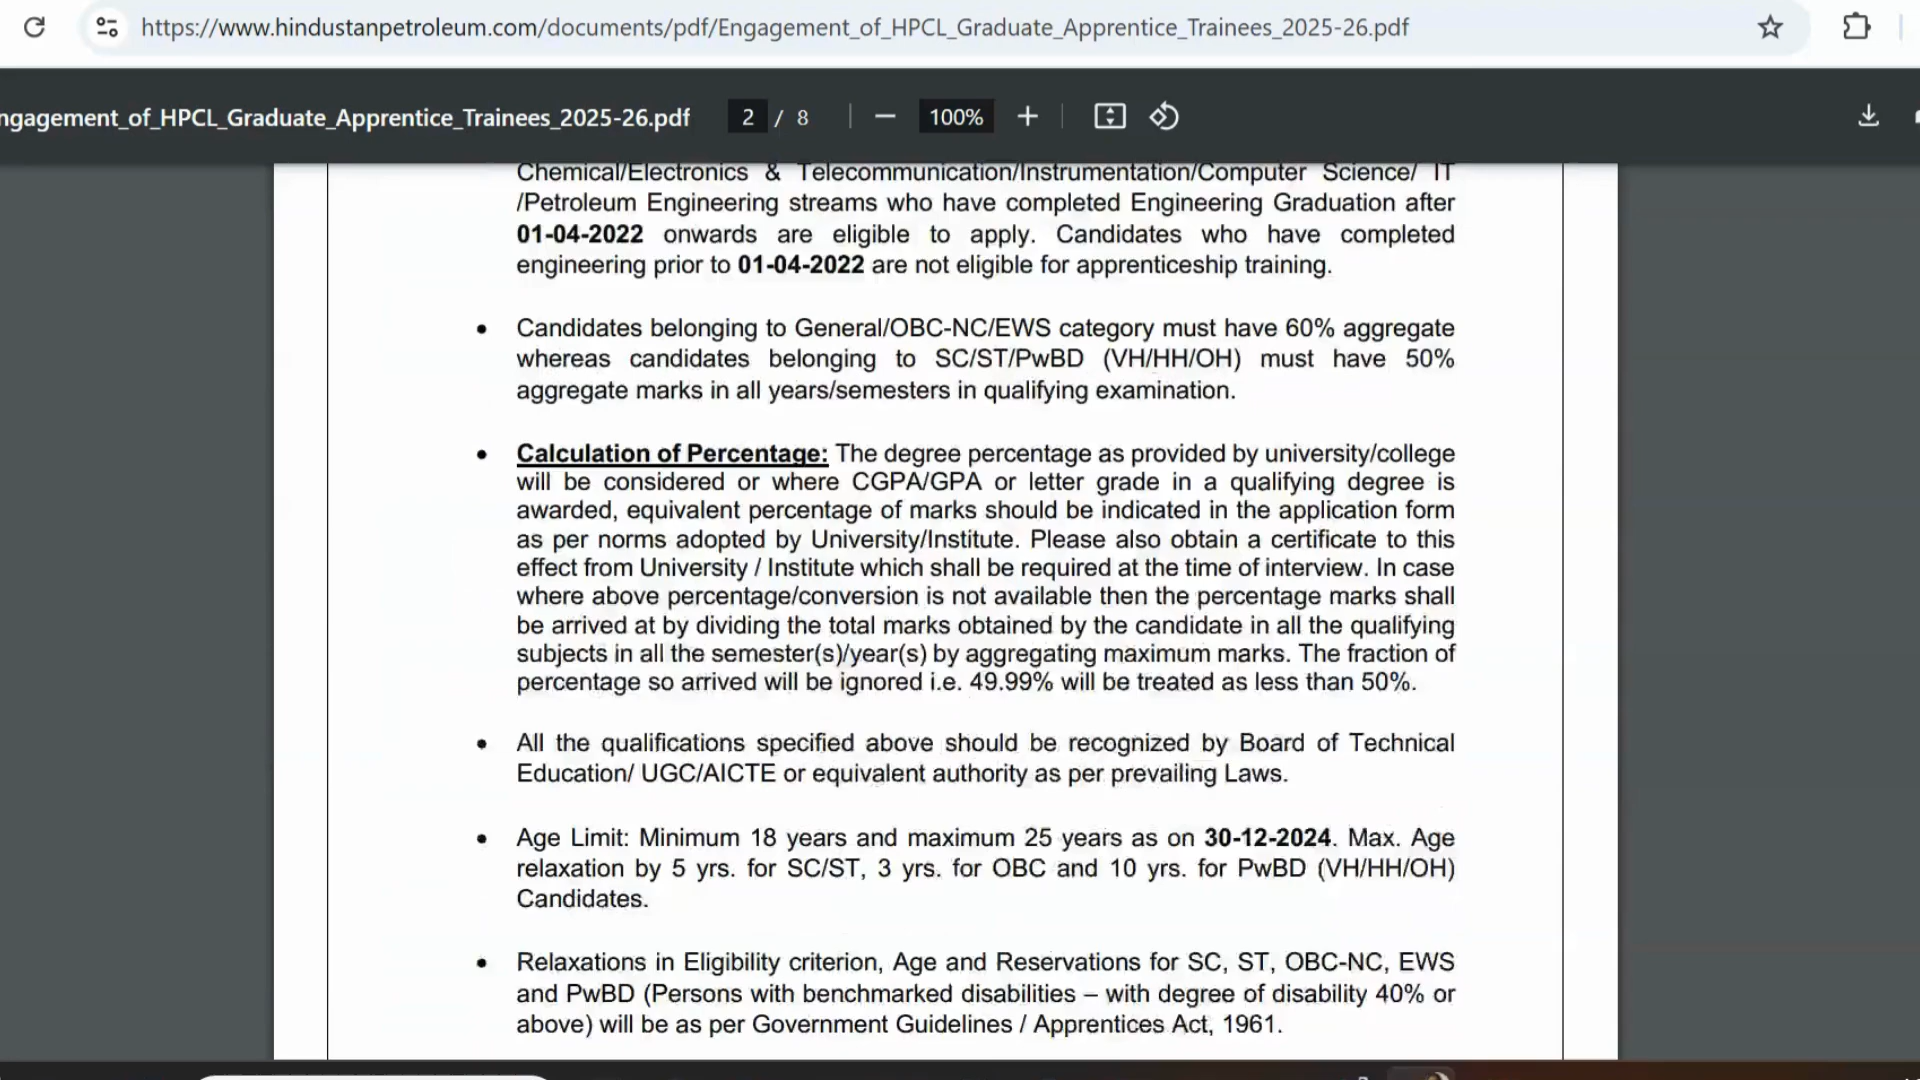 https://www.hindustanpetroleum.com/documents/pdf/Engagement_of_HPCL_Graduate_Apprentice_Trainees_2025-26.pdf
ngagement_of_HPCL_Graduate_Apprentice_Trainees_2025-26.pdf 2 / 8 100%
Chemical/Electronics & Telecommunication/Instrumentation/Computer Science/ IT
/Petroleum Engineering streams who have completed Engineering Graduation after
01-04-2022 onwards are eligible to apply. Candidates who have completed
engineering prior to 01-04-2022 are not eligible for apprenticeship training.
• Candidates belonging to General/OBC-NC/EWS category must have 60% aggregate
whereas candidates belonging to SC/ST/PwBD (VH/HH/OH) must have 50%
aggregate marks in all years/semesters in qualifying examination.
• Calculation of Percentage: The degree percentage as provided by university/college
will be considered or where CGPA/GPA or letter grade in a qualifying degree is
awarded, equivalent percentage of marks should be indicated in the application form
as per norms adopted by University/Institute. Please also obtain a certificate to this
effect from University / Institute which shall be required at the time of interview. In case
where above percentage/conversion is not available then the percentage marks shall
be arrived at by dividing the total marks obtained by the candidate in all the qualifying
subjects in all the semester(s)/year(s) by aggregating maximum marks. The fraction of
percentage so arrived will be ignored i.e. 49.99% will be treated as less than 50%.
• All the qualifications specified above should be recognized by Board of Technical
Education/ UGC/AICTE or equivalent authority as per prevailing Laws.
• Age Limit: Minimum 18 years and maximum 25 years as on 30-12-2024. Max. Age
relaxation by 5 yrs. for SC/ST, 3 yrs. for OBC and 10 yrs. for PwBD (VH/HH/OH)
Candidates.
• Relaxations in Eligibility criterion, Age and Reservations for SC, ST, OBC-NC, EWS
and PwBD (Persons with benchmarked disabilities – with degree of disability 40% or
above) will be as per Government Guidelines / Apprentices Act, 1961.